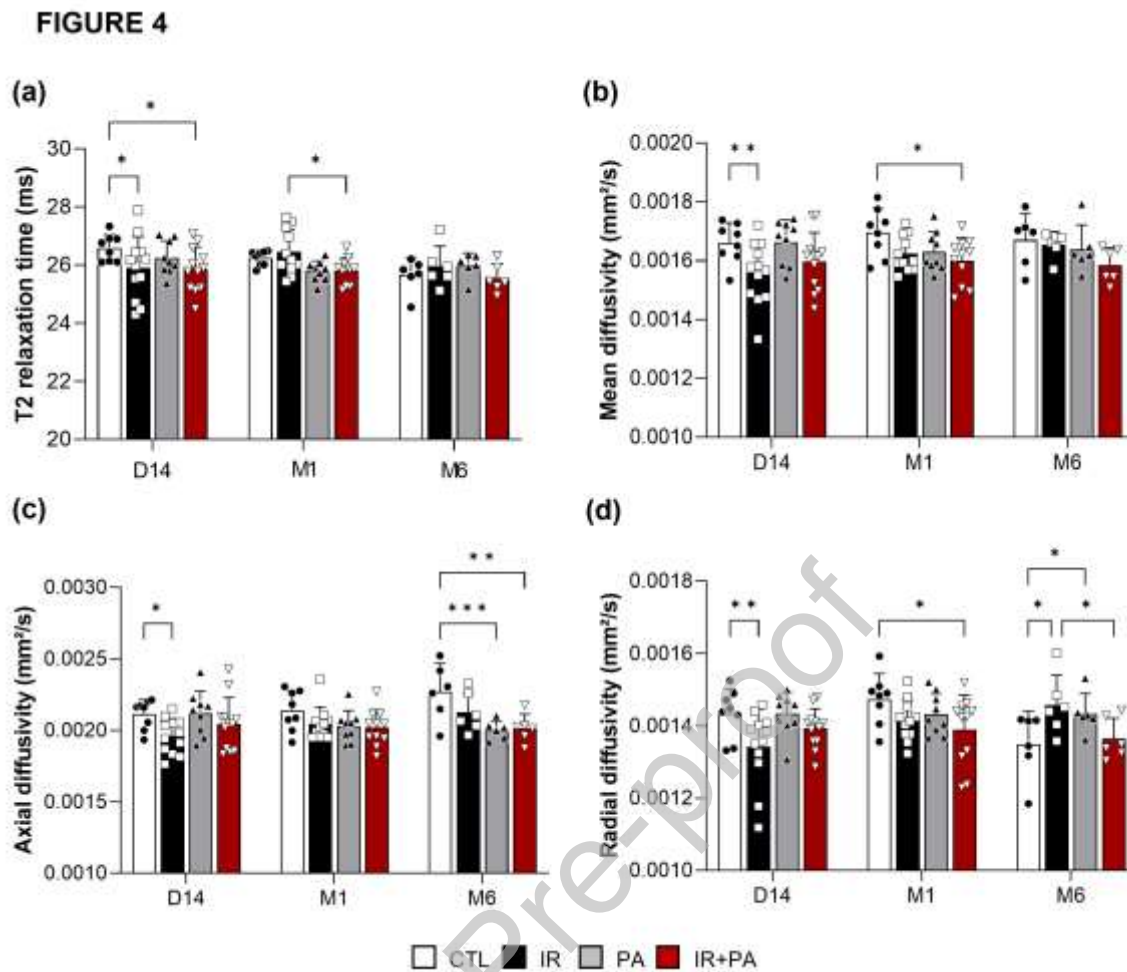 FIGURE 4
(a)
T2 relaxation time (ms)
30
28
26
24
22
20
* * *
D14 M1 M6
(b)
Mean diffusivity (mm²/s)
0.0020
0.0018
0.0016
0.0014
0.0012
0.0010
** *
D14 M1 M6
(c)
Axial diffusivity (mm²/s)
0.0030
0.0025
0.0020
0.0015
0.0010
* ** ***
D14 M1 M6
(d)
Radial diffusivity (mm²/s)
0.0018
0.0016
0.0014
0.0012
0.0010
** * * * *
D14 M1 M6
CTL IR PA IR+PA
Pre-proof